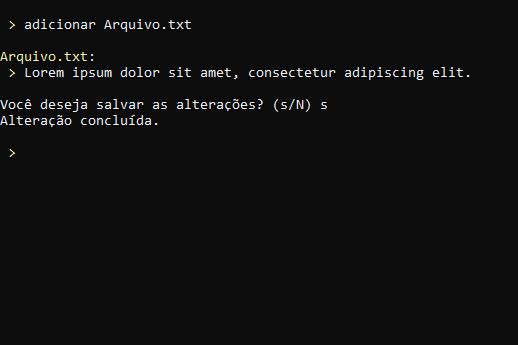 > adicionar Arquivo.txt
Arquivo.txt:
> Lorem ipsum dolor sit amet, consectetur adipiscing elit.
Você deseja salvar as alterações? (s/N) s
Alteração concluída.
>